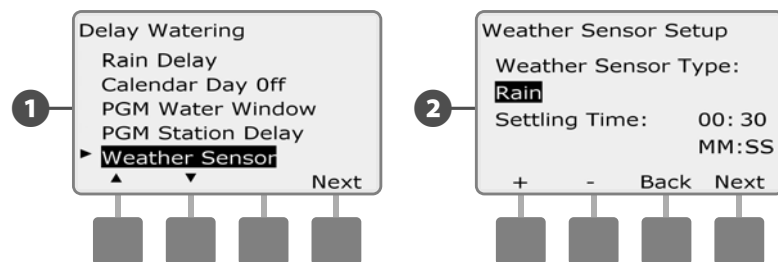 1
Delay Watering
Rain Delay
Calendar Day 0ff
PGM Water Window
PGM Station Delay
► Weather Sensor
▲ ▼ Next
2
Weather Sensor Setup
Weather Sensor Type:
Rain
Settling Time: 00: 30
MM:SS
+ - Back Next